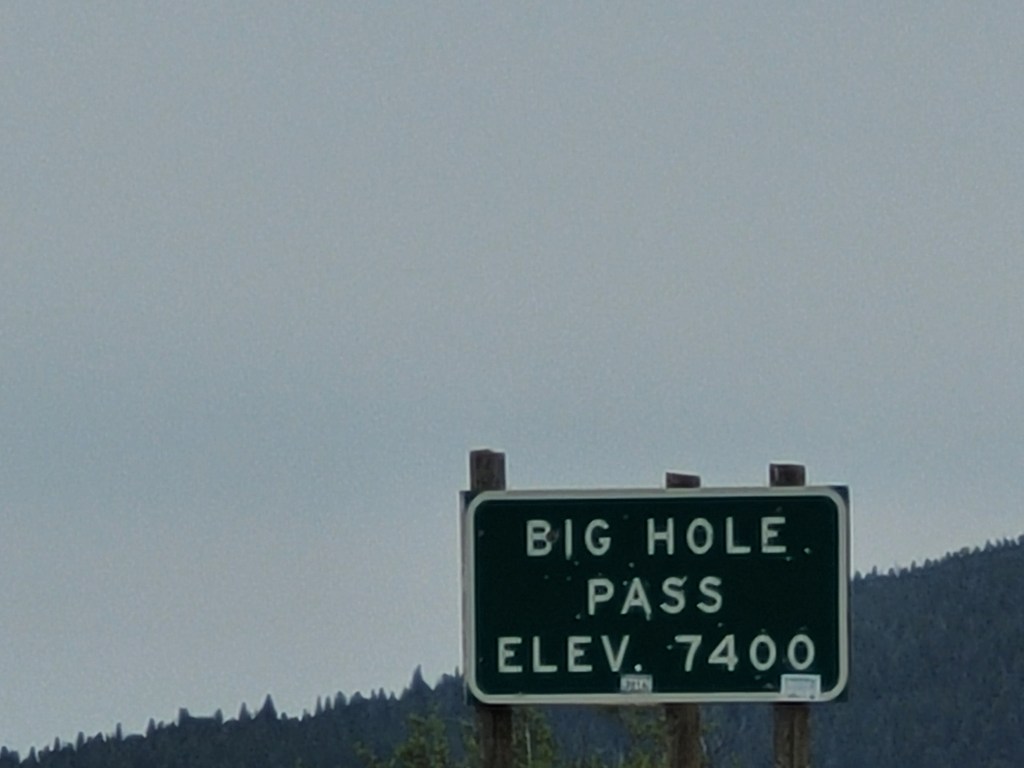 BIG HOLE
PASS
ELEV. 7400